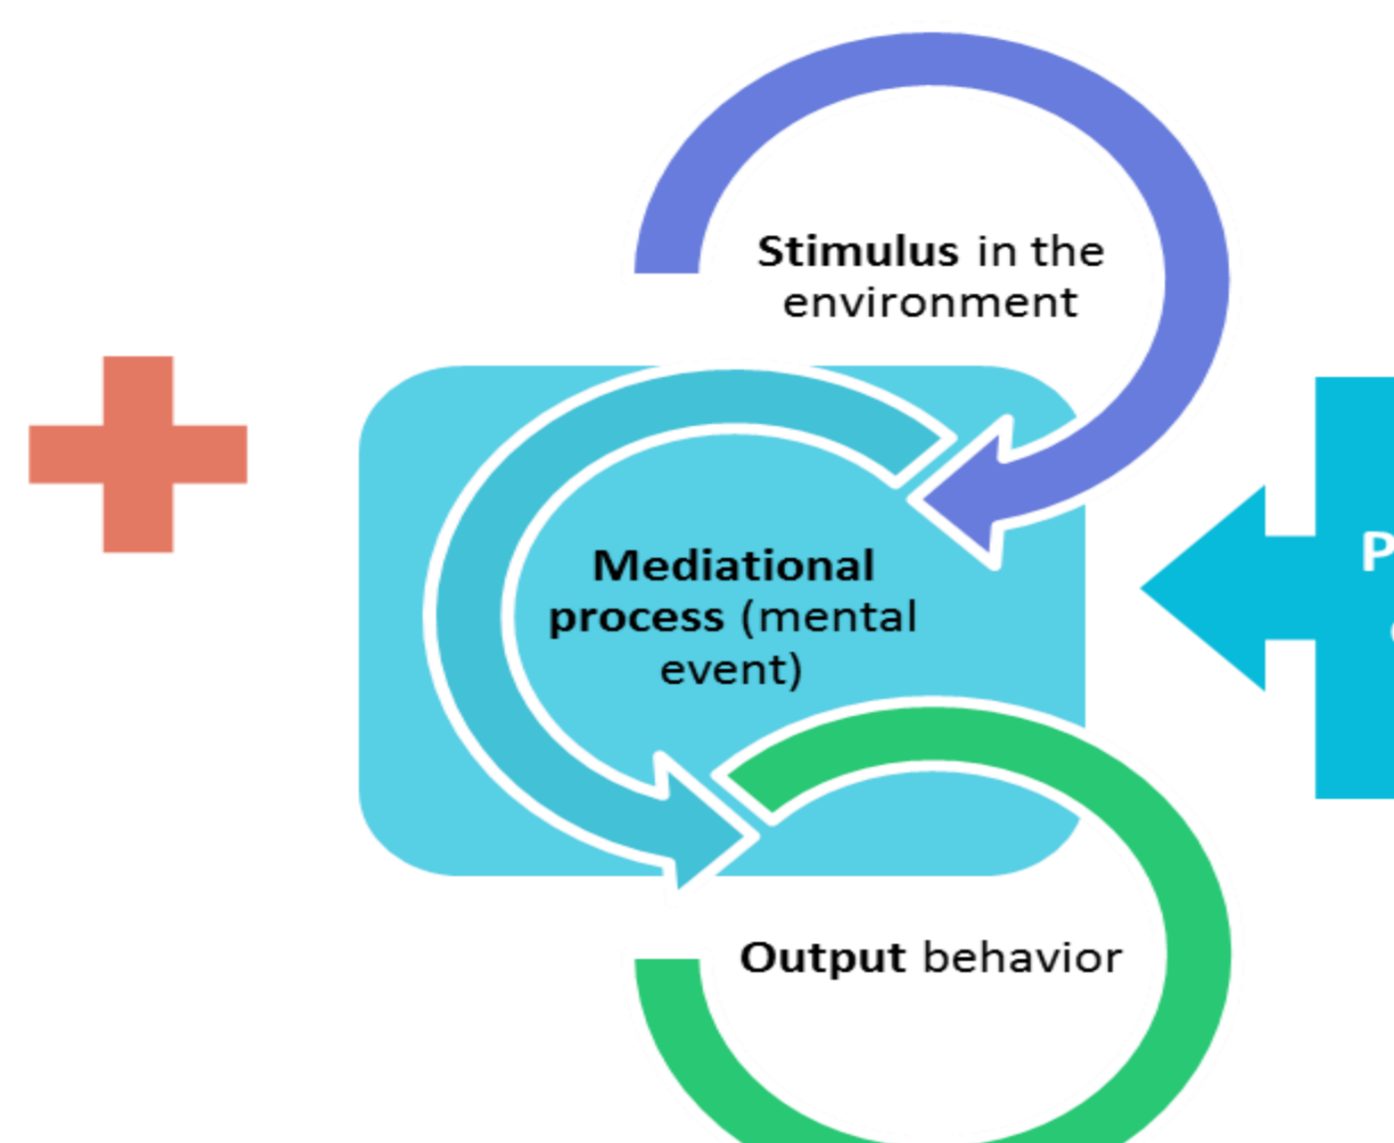 Stimulus in the
environment
Mediational
process (mental
event)
P
Output behavior